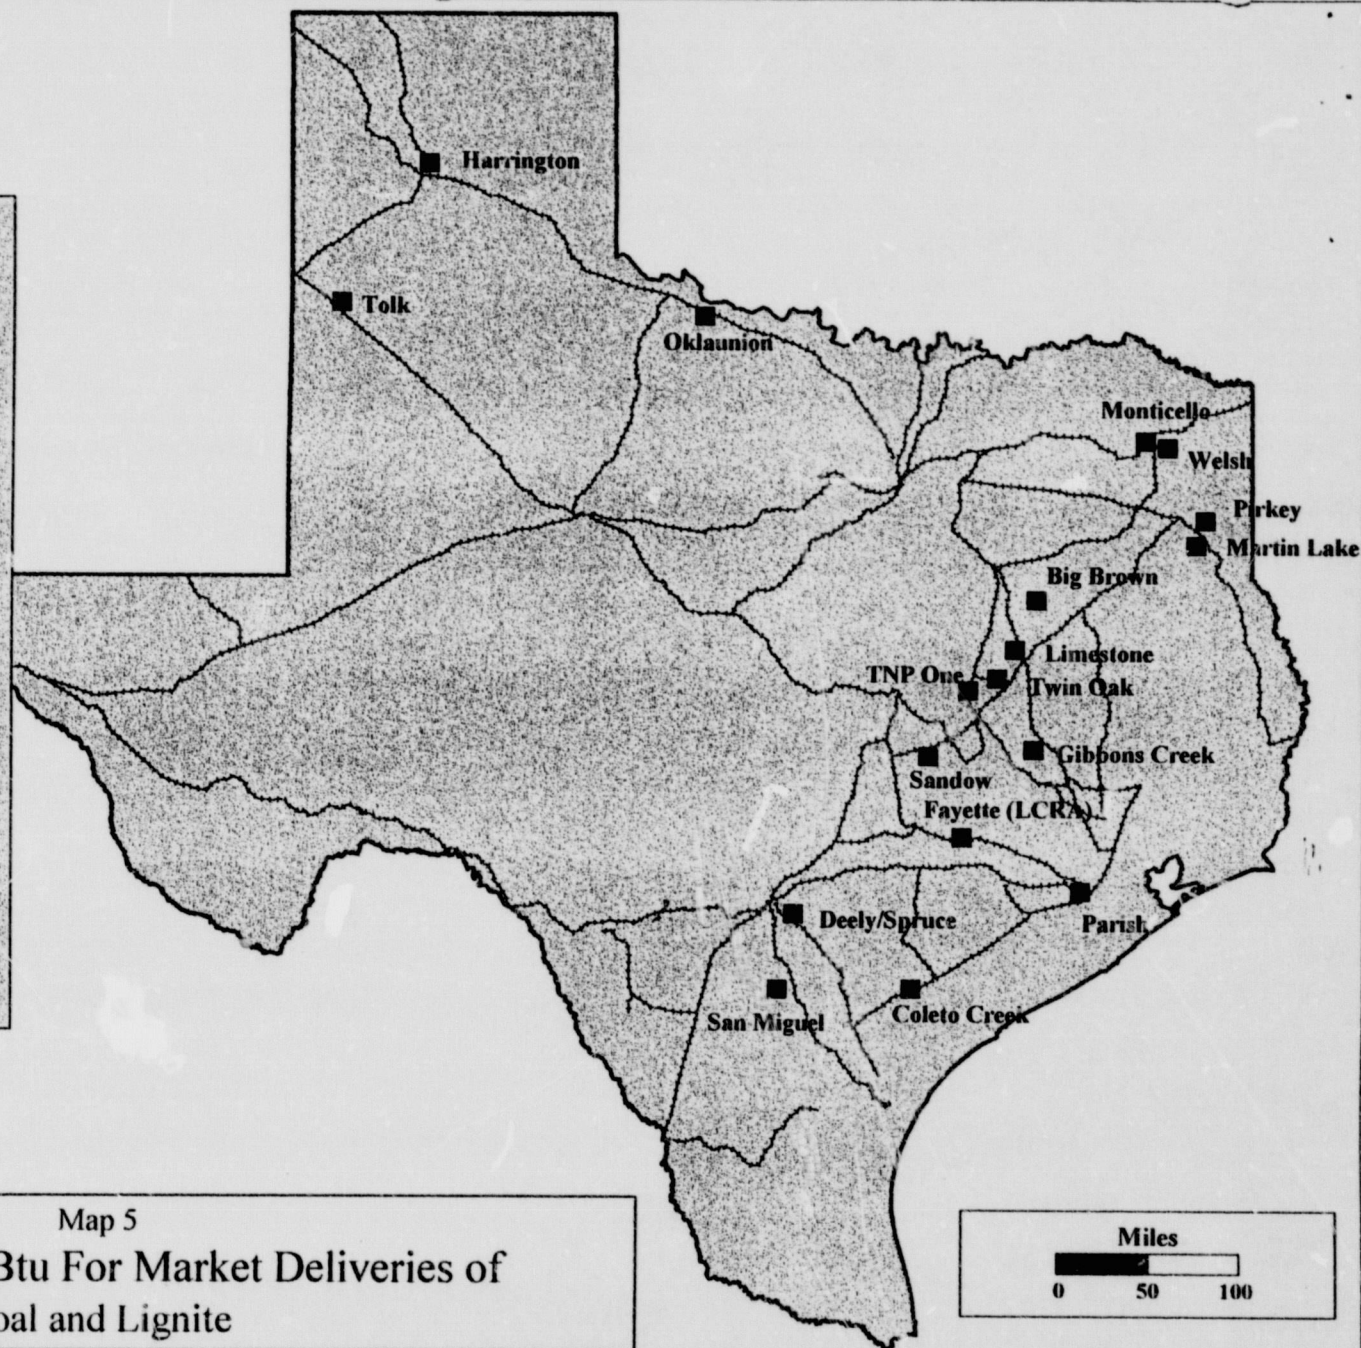 Harrington
Tolk
Oklaunion
Monticello
Welsh
Pirkey
Martin Lake
Big Brown
Limestone
TNP One
Twin Oak
Gibbons Creek
Sandow
Fayette (LCRA)
Deely/Spruce
Parish
San Miguel
Coleto Creek
Map 5
Btu For Market Deliveries of
oal and Lignite
Miles
0 50 100